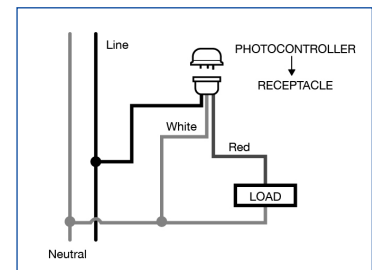 Line
PHOTOCONTROLLER
RECEPTACLE
White
Red
LOAD
Neutral